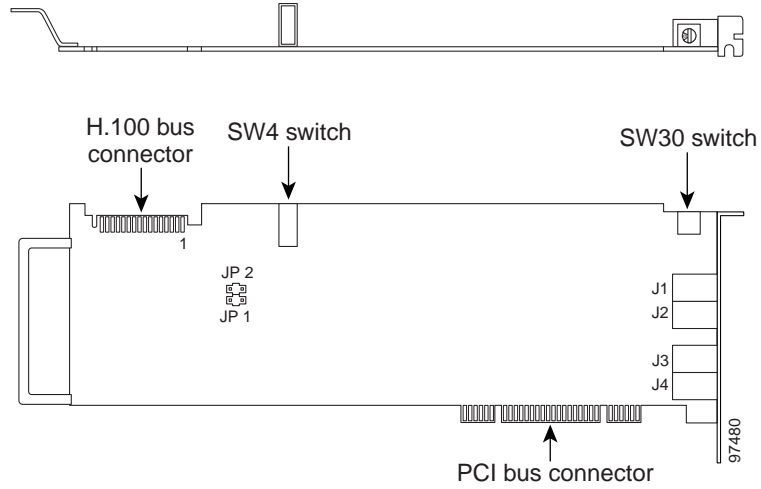 H.100 bus
connector
SW4 switch
SW30 switch
1
JP 2
JP 1
J1
J2
J3
J4
97480
PCI bus connector